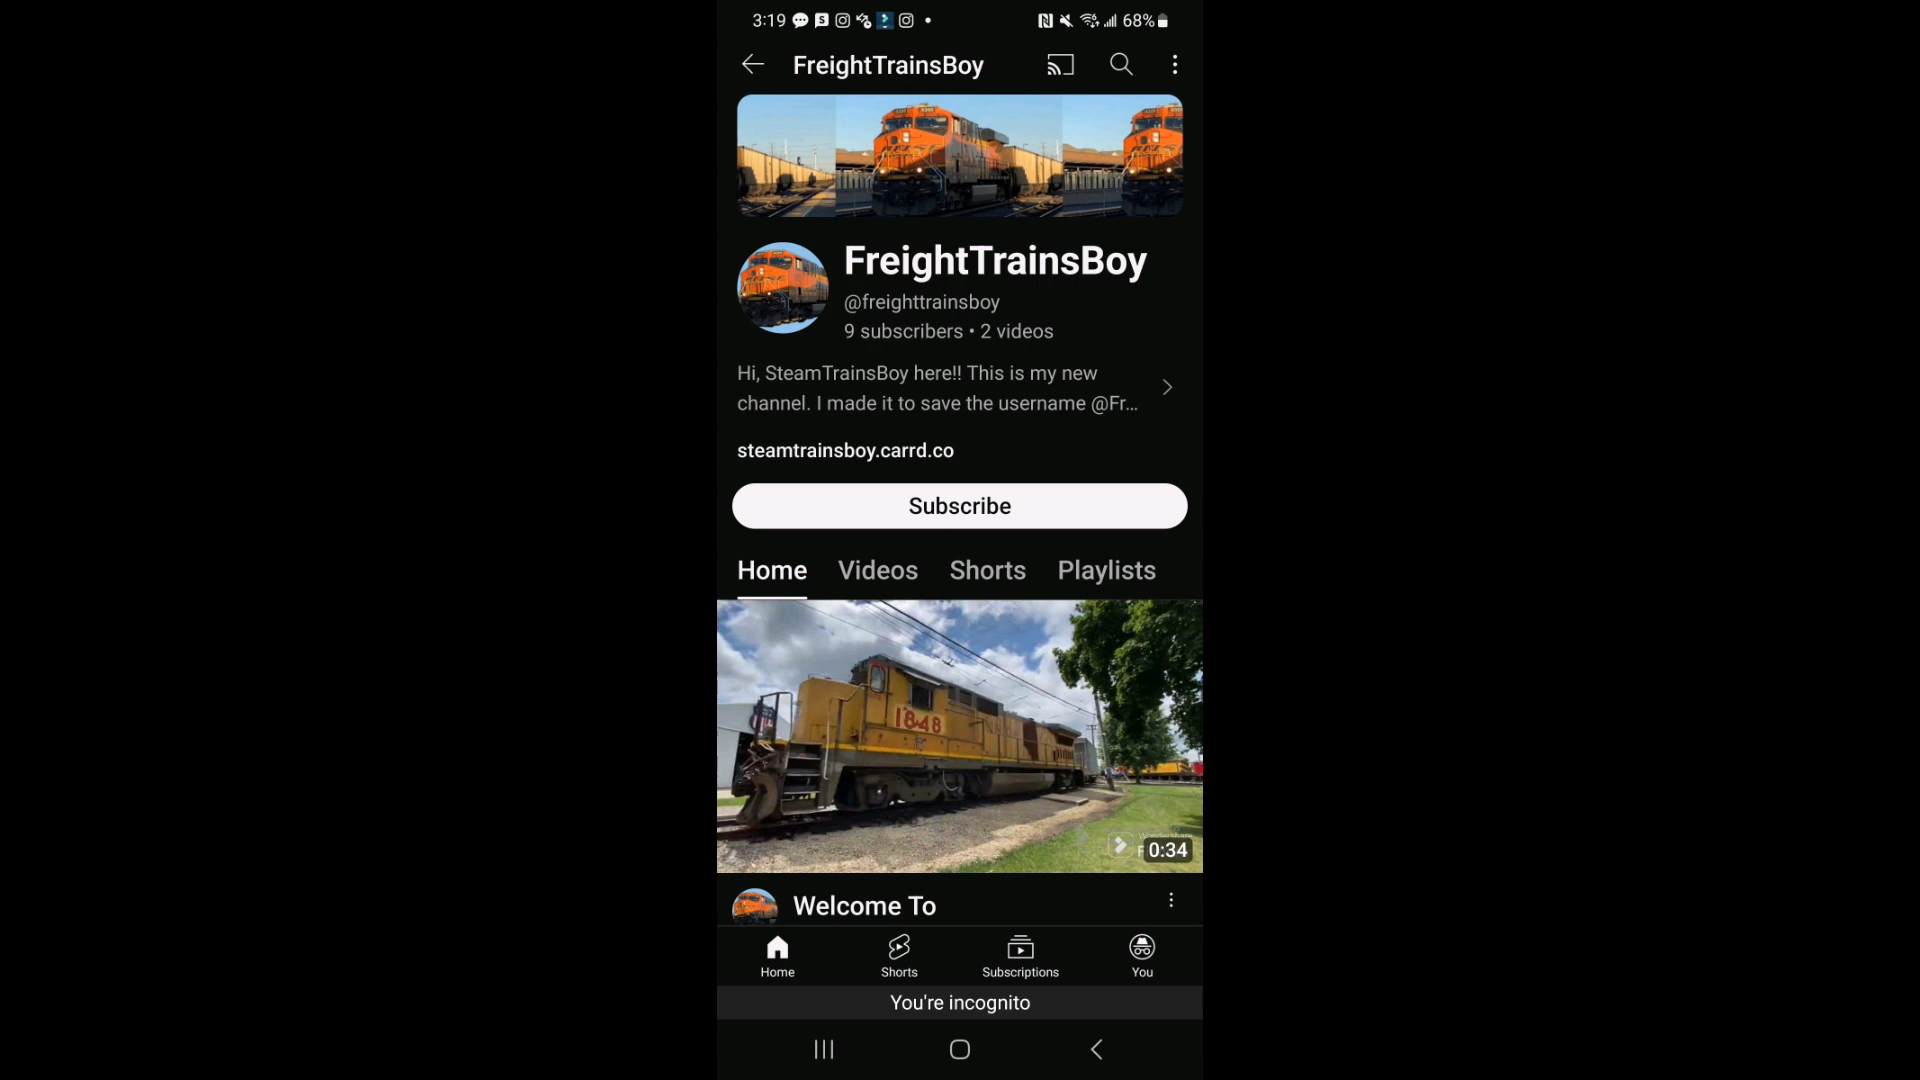 3:19
68%
FreightTrainsBoy
FreightTrainsBoy
@freighttrainsboy
9 subscribers • 2 videos
Hi, SteamTrainsBoy here!! This is my new
channel. I made it to save the username @Fr...
steamtrainsboy.carrd.co
Subscribe
Home Videos Shorts Playlists
1848
0:34
Welcome To
Home Shorts Subscriptions You
You're incognito